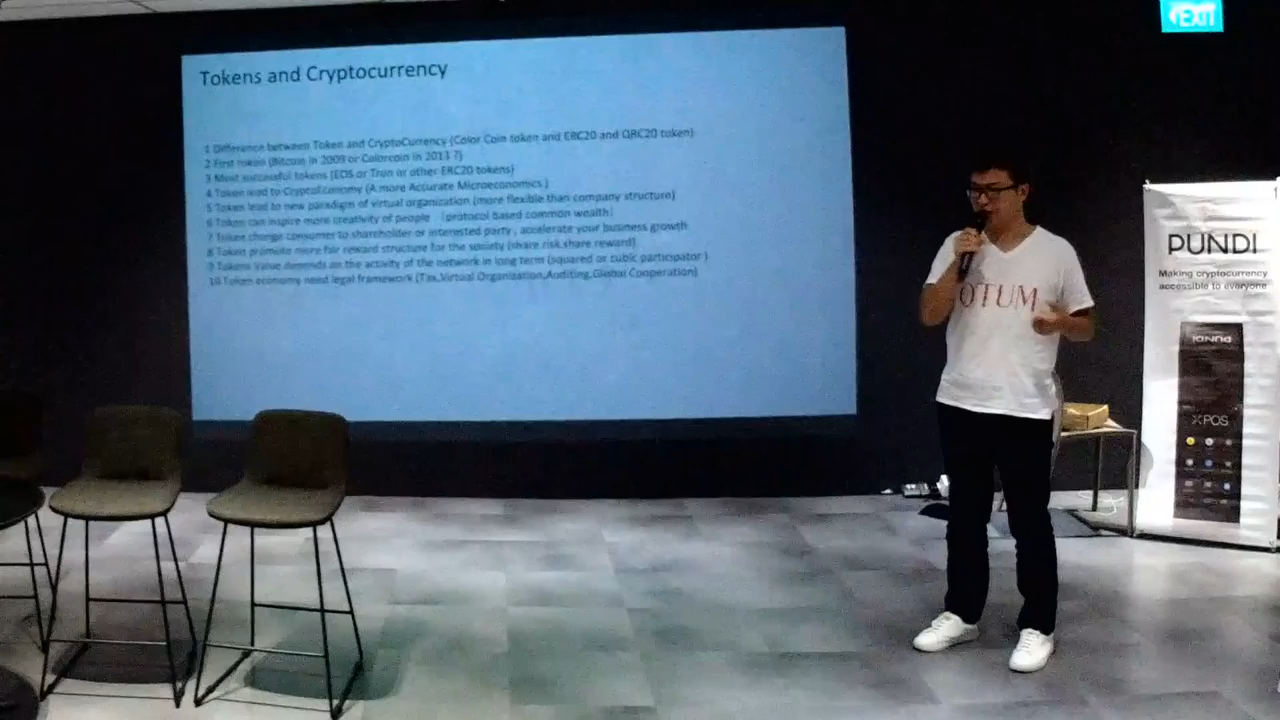 EXIT
Tokens and Cryptocurrency
1 Difference between Token and CryptoCurrency (Color Coin token and ERC20 and QRC20 token)
2 First token (Bitcoin in 2009 or Colorcoin in 2013 ?)
3 Most successful tokens (EOS or Tron or other ERC20 tokens)
4 Token lead to CryptoEconomy (A more Accurate Microeconomics )
5 Token lead to new paradigm of virtual organization (more flexible than company structure)
6 Token can inspire more creativity of people (protocol based common wealth)
7 Token change consumer to shareholder or interested party , accelerate your business growth
8 Token promote more fair reward structure for the society (share risk,share reward)
9 Tokens Value depends on the activity of the network in long term (squared or cubic participator )
10 Token economy need legal framework (Tax,Virtual Organization,Auditing,Global Cooperation)
OTUM
PUNDI
Making cryptocurrency
accessible to everyone
PUNDI
XPOS